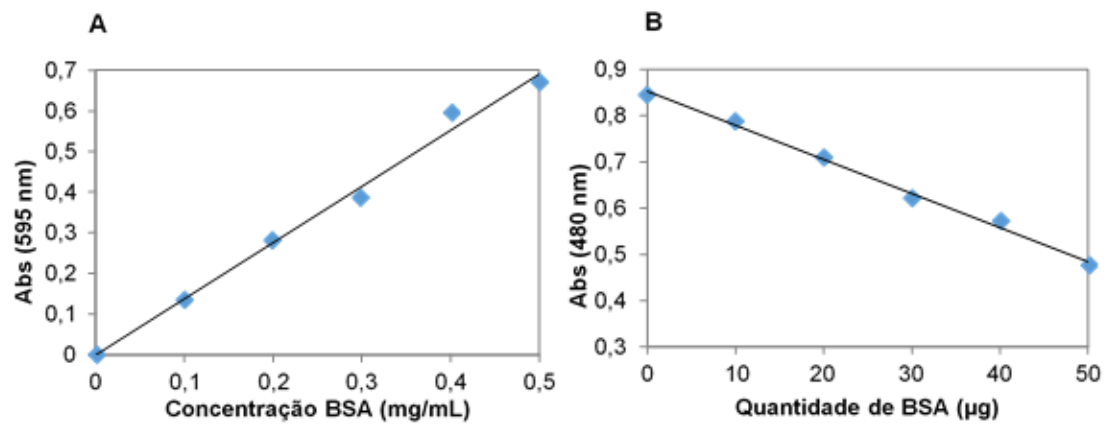 A
Abs (595 nm)
0,7
0,6
0,5
0,4
0,3
0,2
0,1
0
0 0,1 0,2 0,3 0,4 0,5
Concentração BSA (mg/mL)
B
Abs (480 nm)
0,9
0,8
0,7
0,6
0,5
0,4
0,3
0 10 20 30 40 50
Quantidade de BSA (µg)